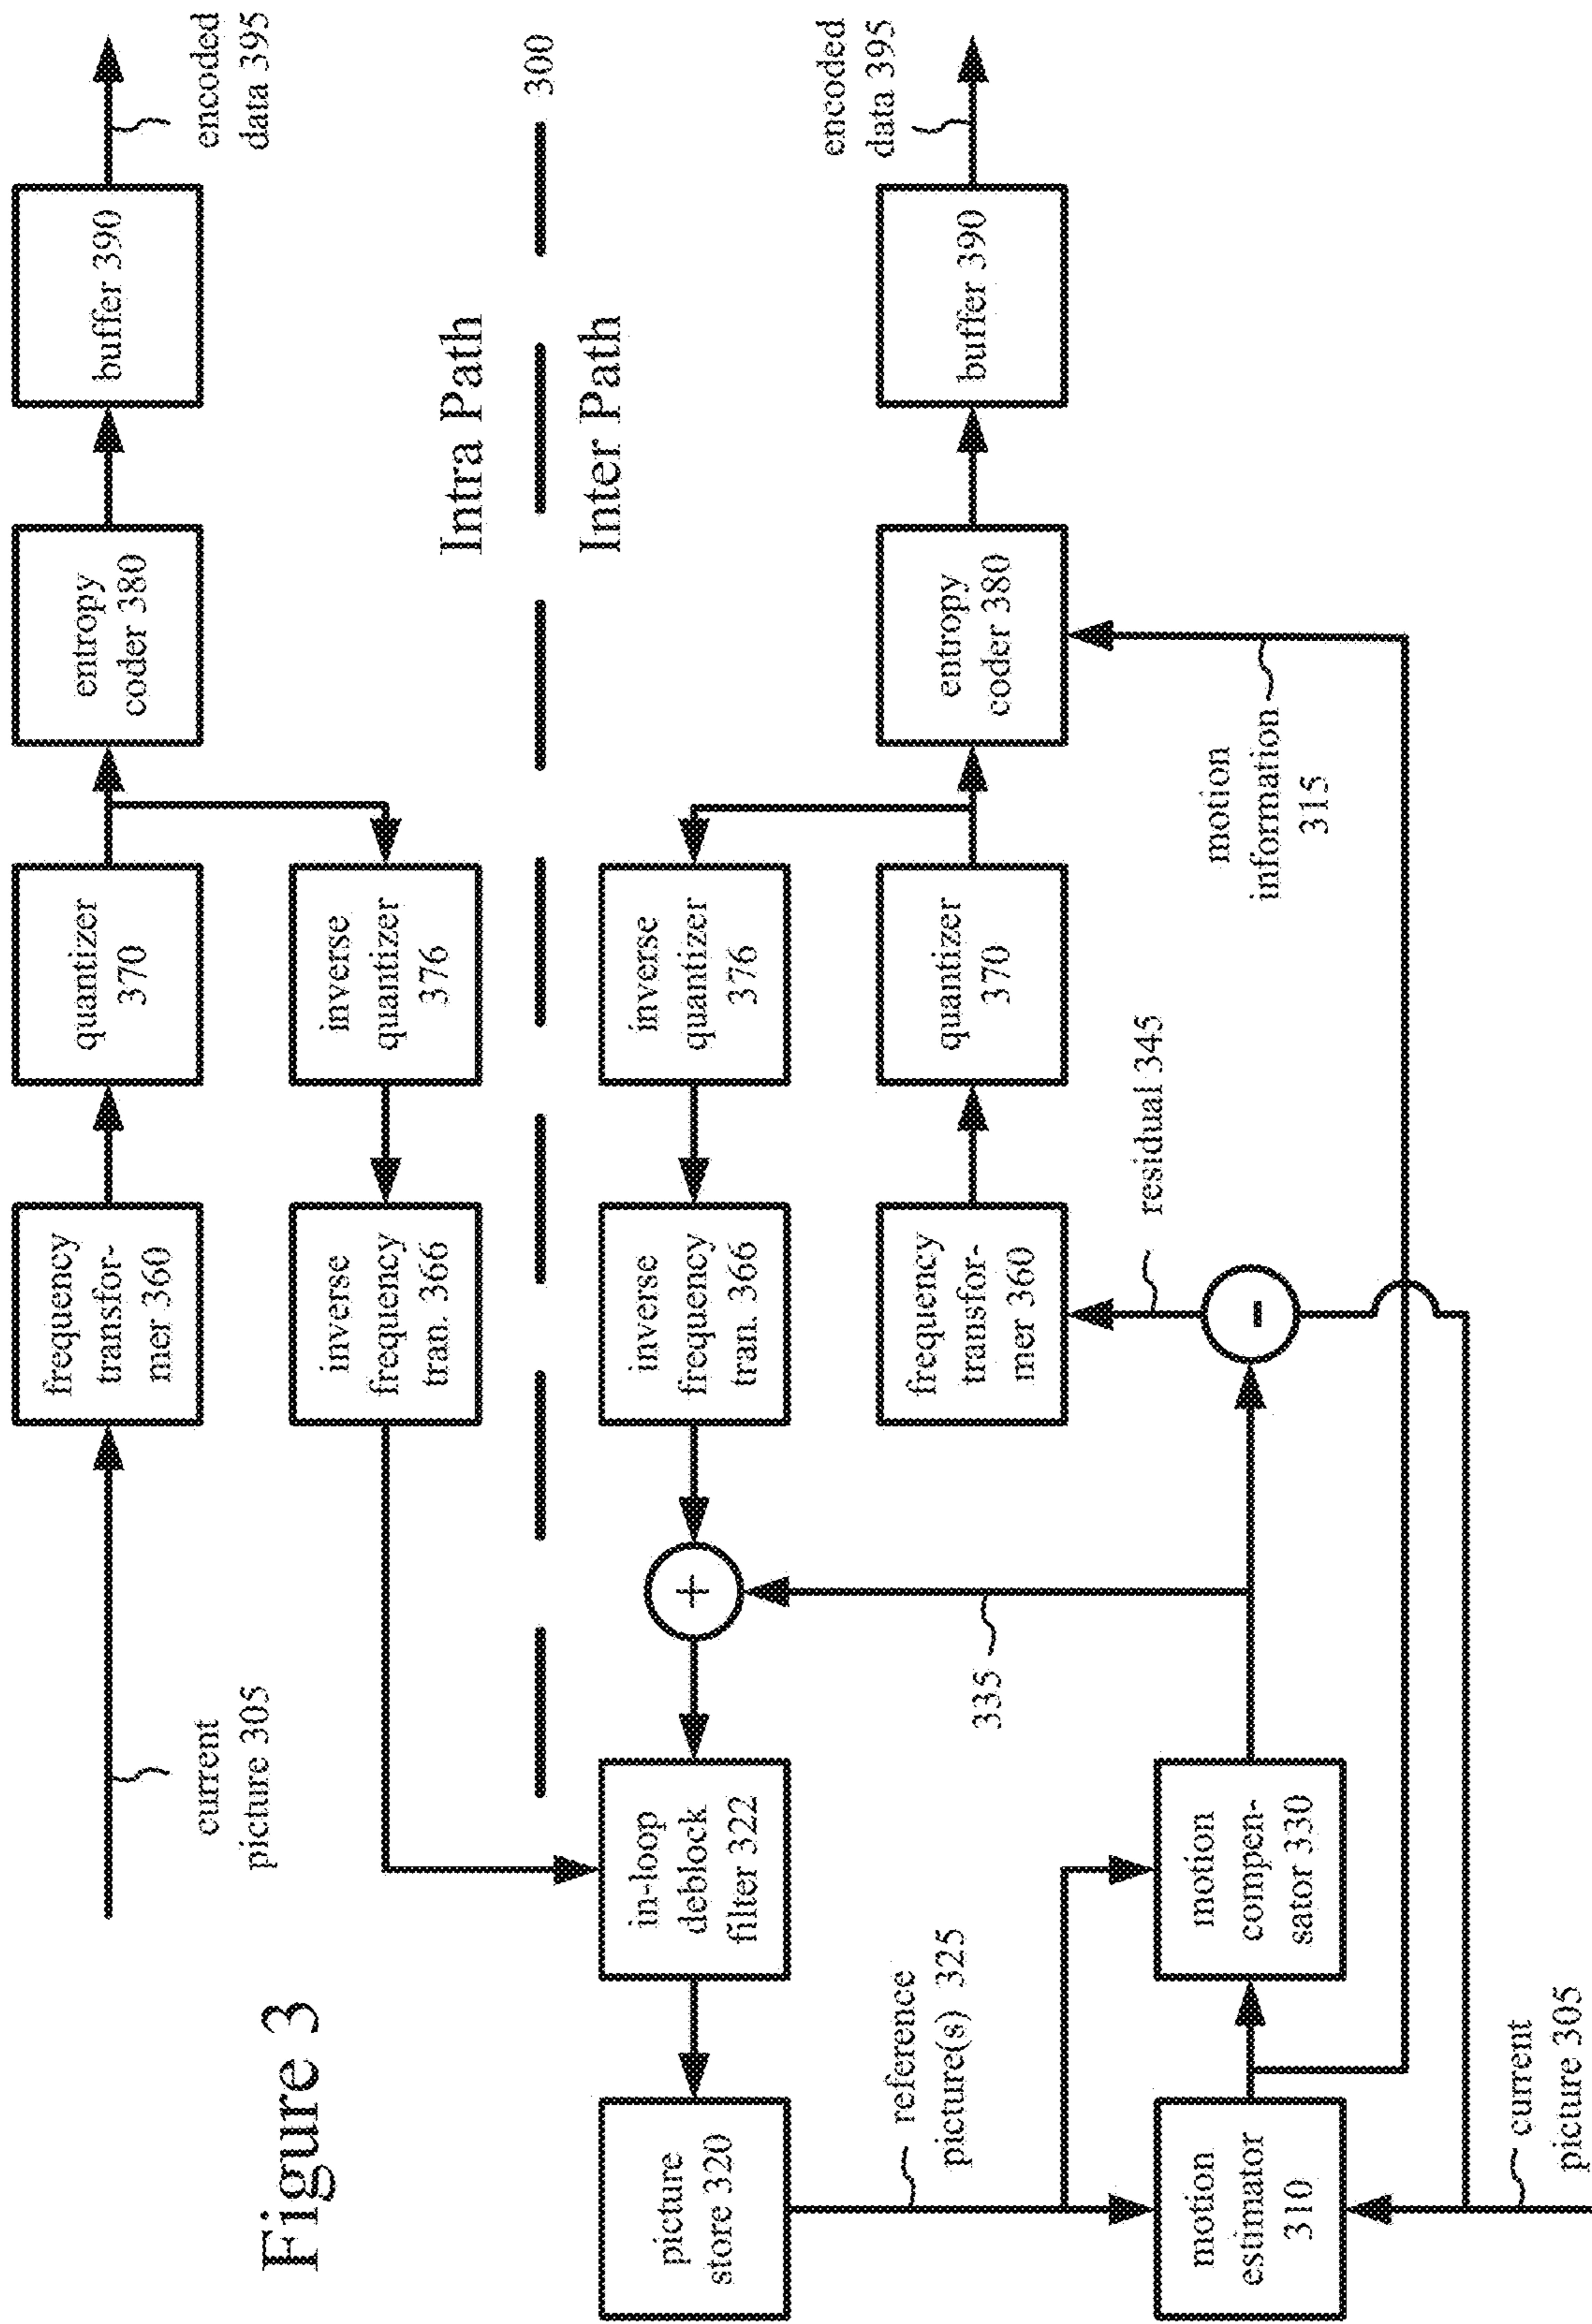 Figure 3
current
picture 305
frequency
transfor-
mer 360
quantizer
370
entropy
coder 380
buffer 390
encoded
data 395
inverse
frequency
tran. 366
inverse
quantizer
376
Intra Path
300
Inter Path
picture
store 320
in-loop
deblock
filter 322
+
inverse
frequency
tran. 366
inverse
quantizer
376
reference
picture(s) 325
335
frequency
transfor-
mer 360
quantizer
370
entropy
coder 380
buffer 390
encoded
data 395
residual 345
motion
estimator
310
motion
compen-
sator 330
-
motion
information
315
current
picture 305